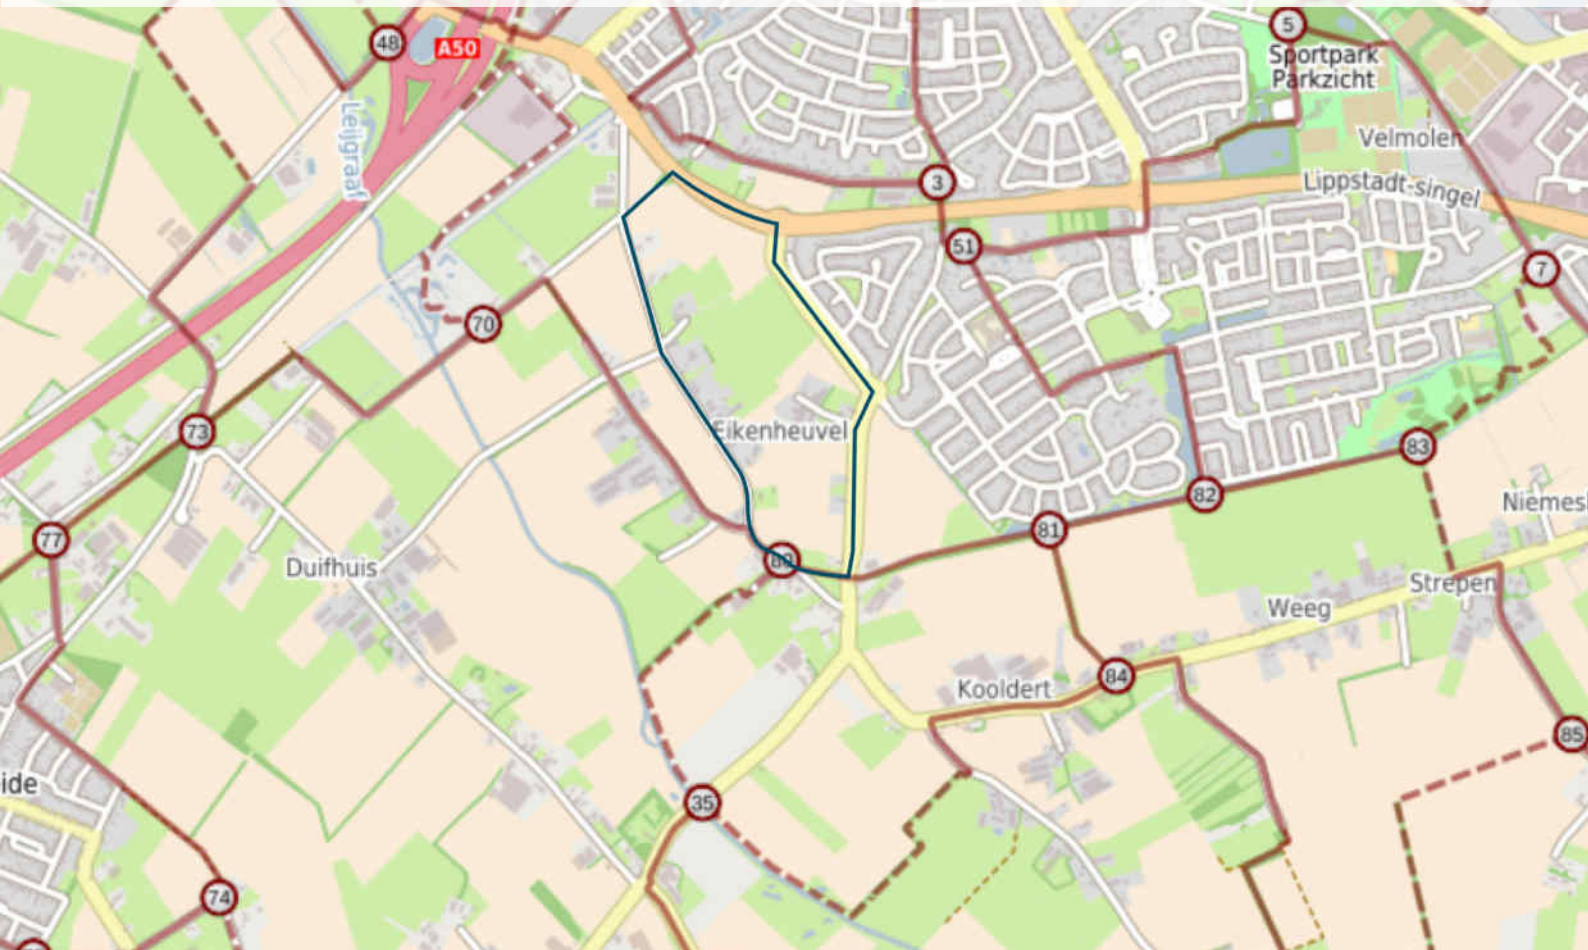 5
48
A50
Sportpark
Parkzicht
Leijgraaf
Velmolen
3
Lippstadt-singel
51
7
70
73
Eikenheuvel
83
82
Niemes
81
77
80
Duifhuis
Strepen
Weeg
84
Kooldert
85
ide
35
74